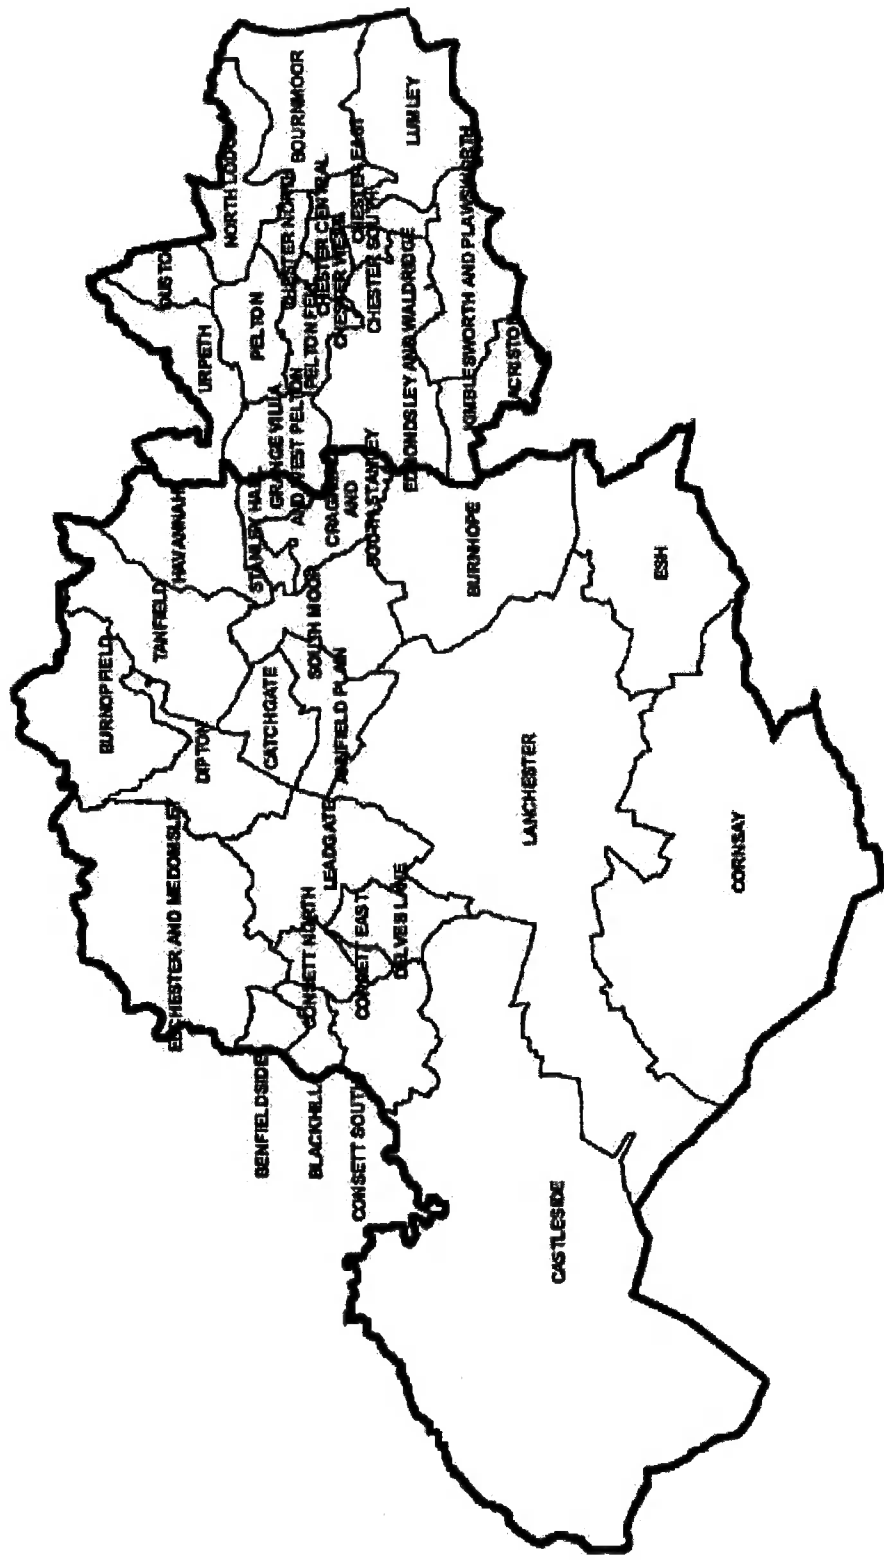 OUSTON
URPETH
NORTH LODGE
BOURNMOOR
PELTON
CHESTER NORTH
PELTON FELL
CHESTER CENTRAL
CHESTER WEST
CHESTER EAST
CHESTER SOUTH
LUMLEY
GRANGE VILLA
AND WEST PELTON
EDMONDSLEY AND WALDRIDGE
KIMBLESWORTH AND PLAWSWORTH
SACRISTON
HAVANNAH
TANFIELD
STANLEY HALL
CRAGHEAD
AND
SOUTH STANLEY
SOUTH MOOR
BURNOPFIELD
DIPTON
CATCHGATE
ANNFIELD PLAIN
BURNHOPE
ESH
EBCHESTER AND MEDOMSLEY
LEADGATE
CONSETT NORTH
CONSETT EAST
DELVES LANE
LANCHESTER
CORNSAY
BENFIELDSIDE
BLACKHILL
CONSETT SOUTH
CASTLESIDE